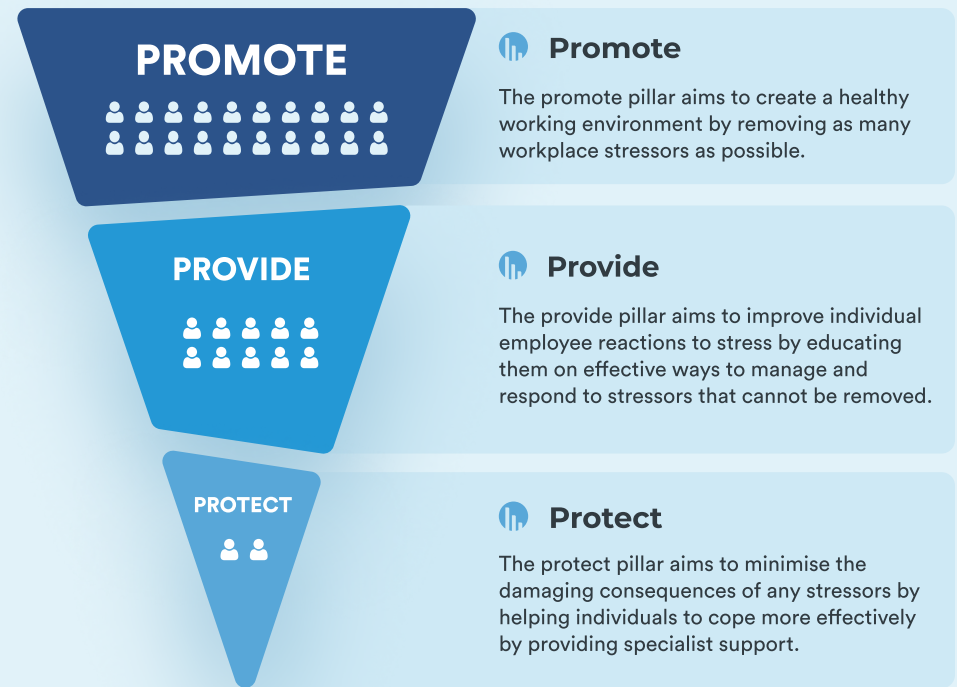 PROMOTE
Promote
The promote pillar aims to create a healthy
working environment by removing as many
workplace stressors as possible.
PROVIDE
Provide
The provide pillar aims to improve individual
employee reactions to stress by educating
them on effective ways to manage and
respond to stressors that cannot be removed.
PROTECT
Protect
The protect pillar aims to minimise the
damaging consequences of any stressors by
helping individuals to cope more effectively
by providing specialist support.